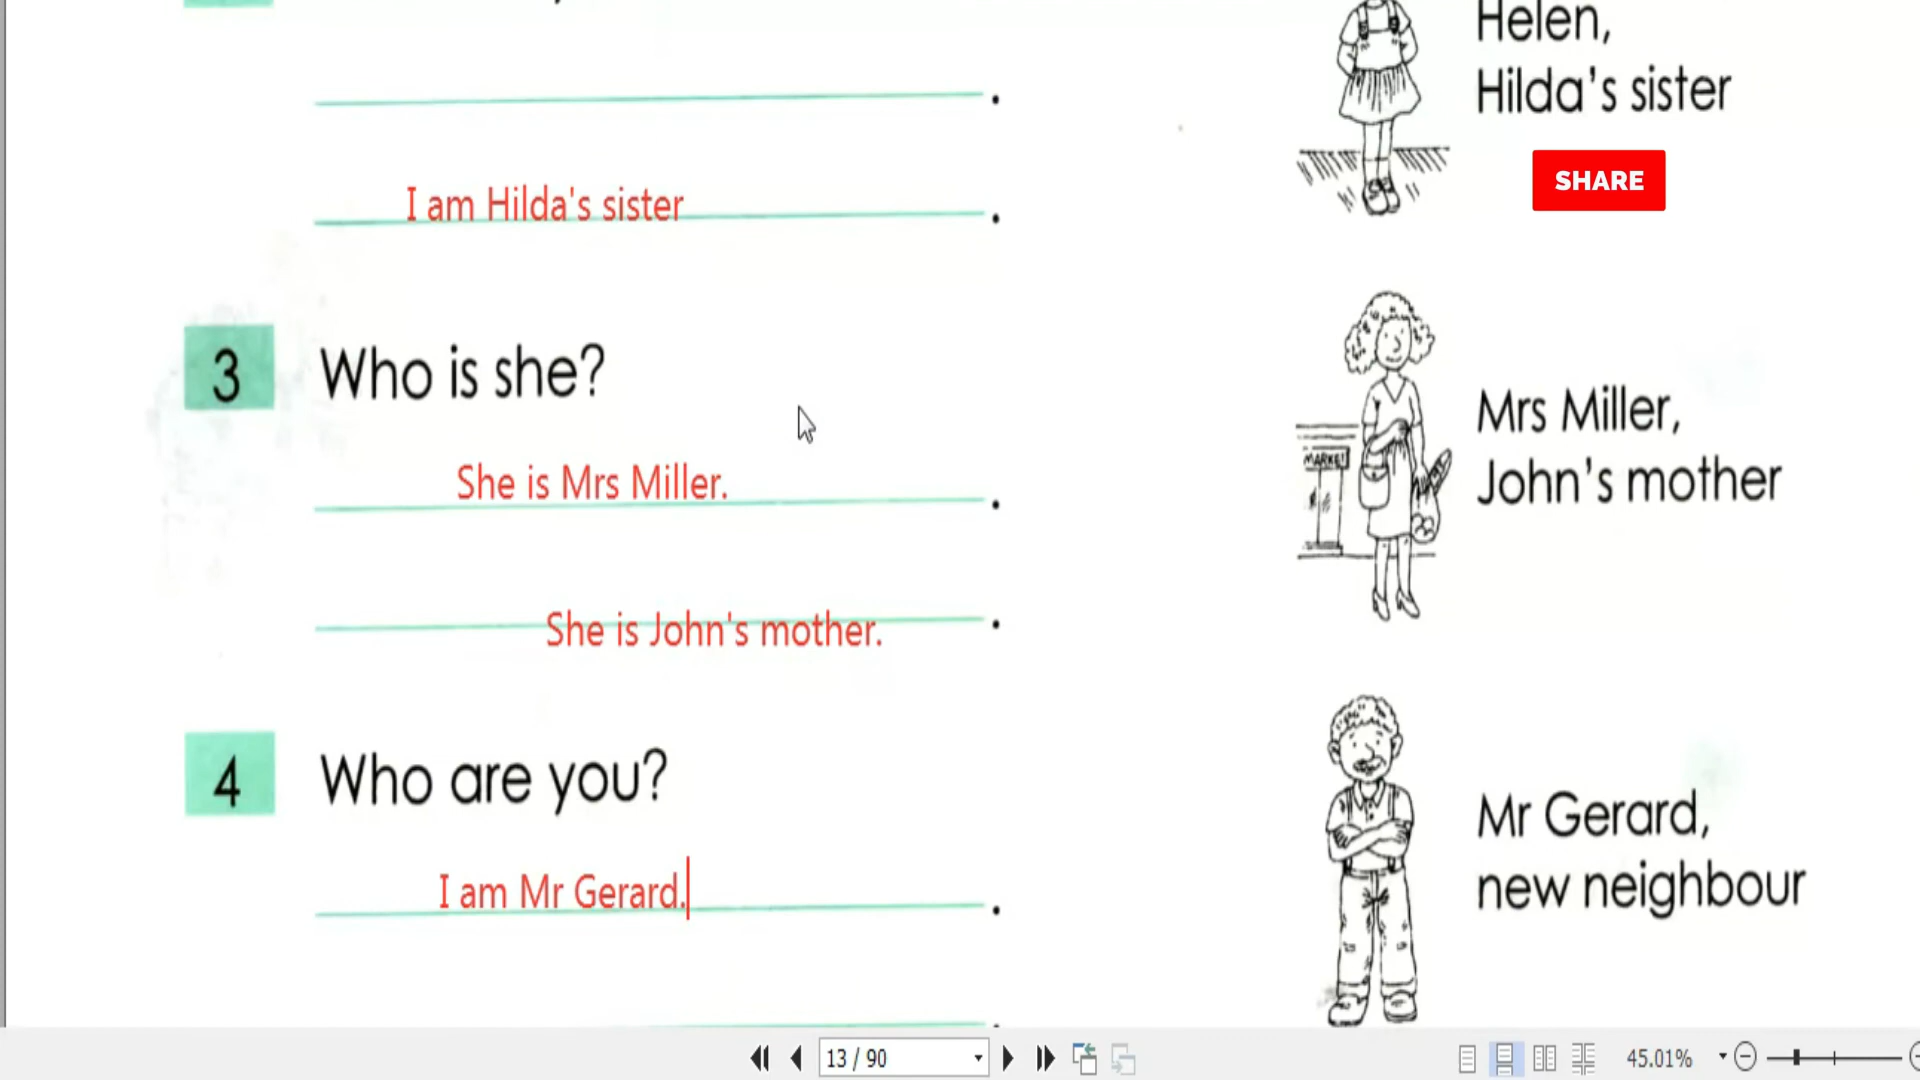 Helen,
Hilda's sister
SHARE
I am Hilda's sister
.
3 Who is she?
She is Mrs Miller.
.
She is John's mother.
.
MARKET
Mrs Miller,
John's mother
4 Who are you?
I am Mr Gerard.
.
Mr Gerard,
new neighbour
13 / 90
45.01%